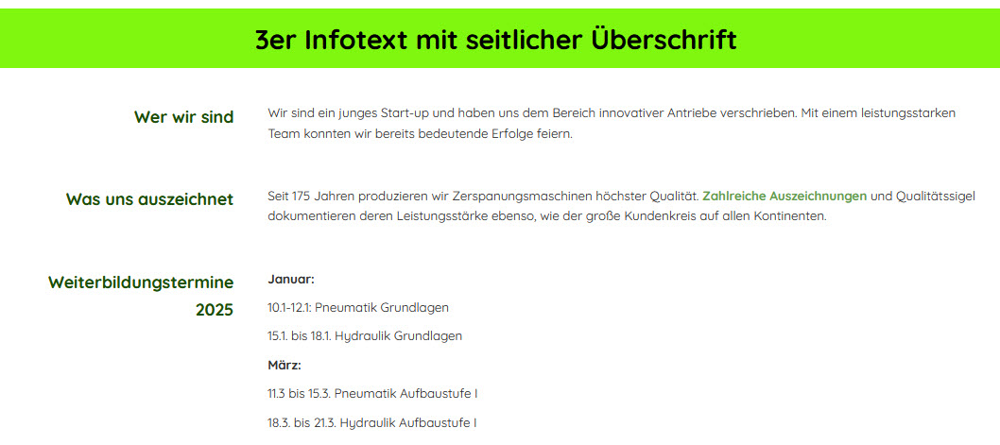 3er Infotext mit seitlicher Überschrift
Wer wir sind
Wir sind ein junges Start-up und haben uns dem Bereich innovativer Antriebe verschrieben. Mit einem leistungsstarken
Team konnten wir bereits bedeutende Erfolge feiern.
Was uns auszeichnet
Seit 175 Jahren produzieren wir Zerspanungsmaschinen höchster Qualität. Zahlreiche Auszeichnungen und Qualitätssigel
dokumentieren deren Leistungsstärke ebenso, wie der große Kundenkreis auf allen Kontinenten.
Weiterbildungstermine
2025
Januar:
10.1-12.1: Pneumatik Grundlagen
15.1. bis 18.1. Hydraulik Grundlagen
März:
11.3 bis 15.3. Pneumatik Aufbaustufe I
18.3. bis 21.3. Hydraulik Aufbaustufe I